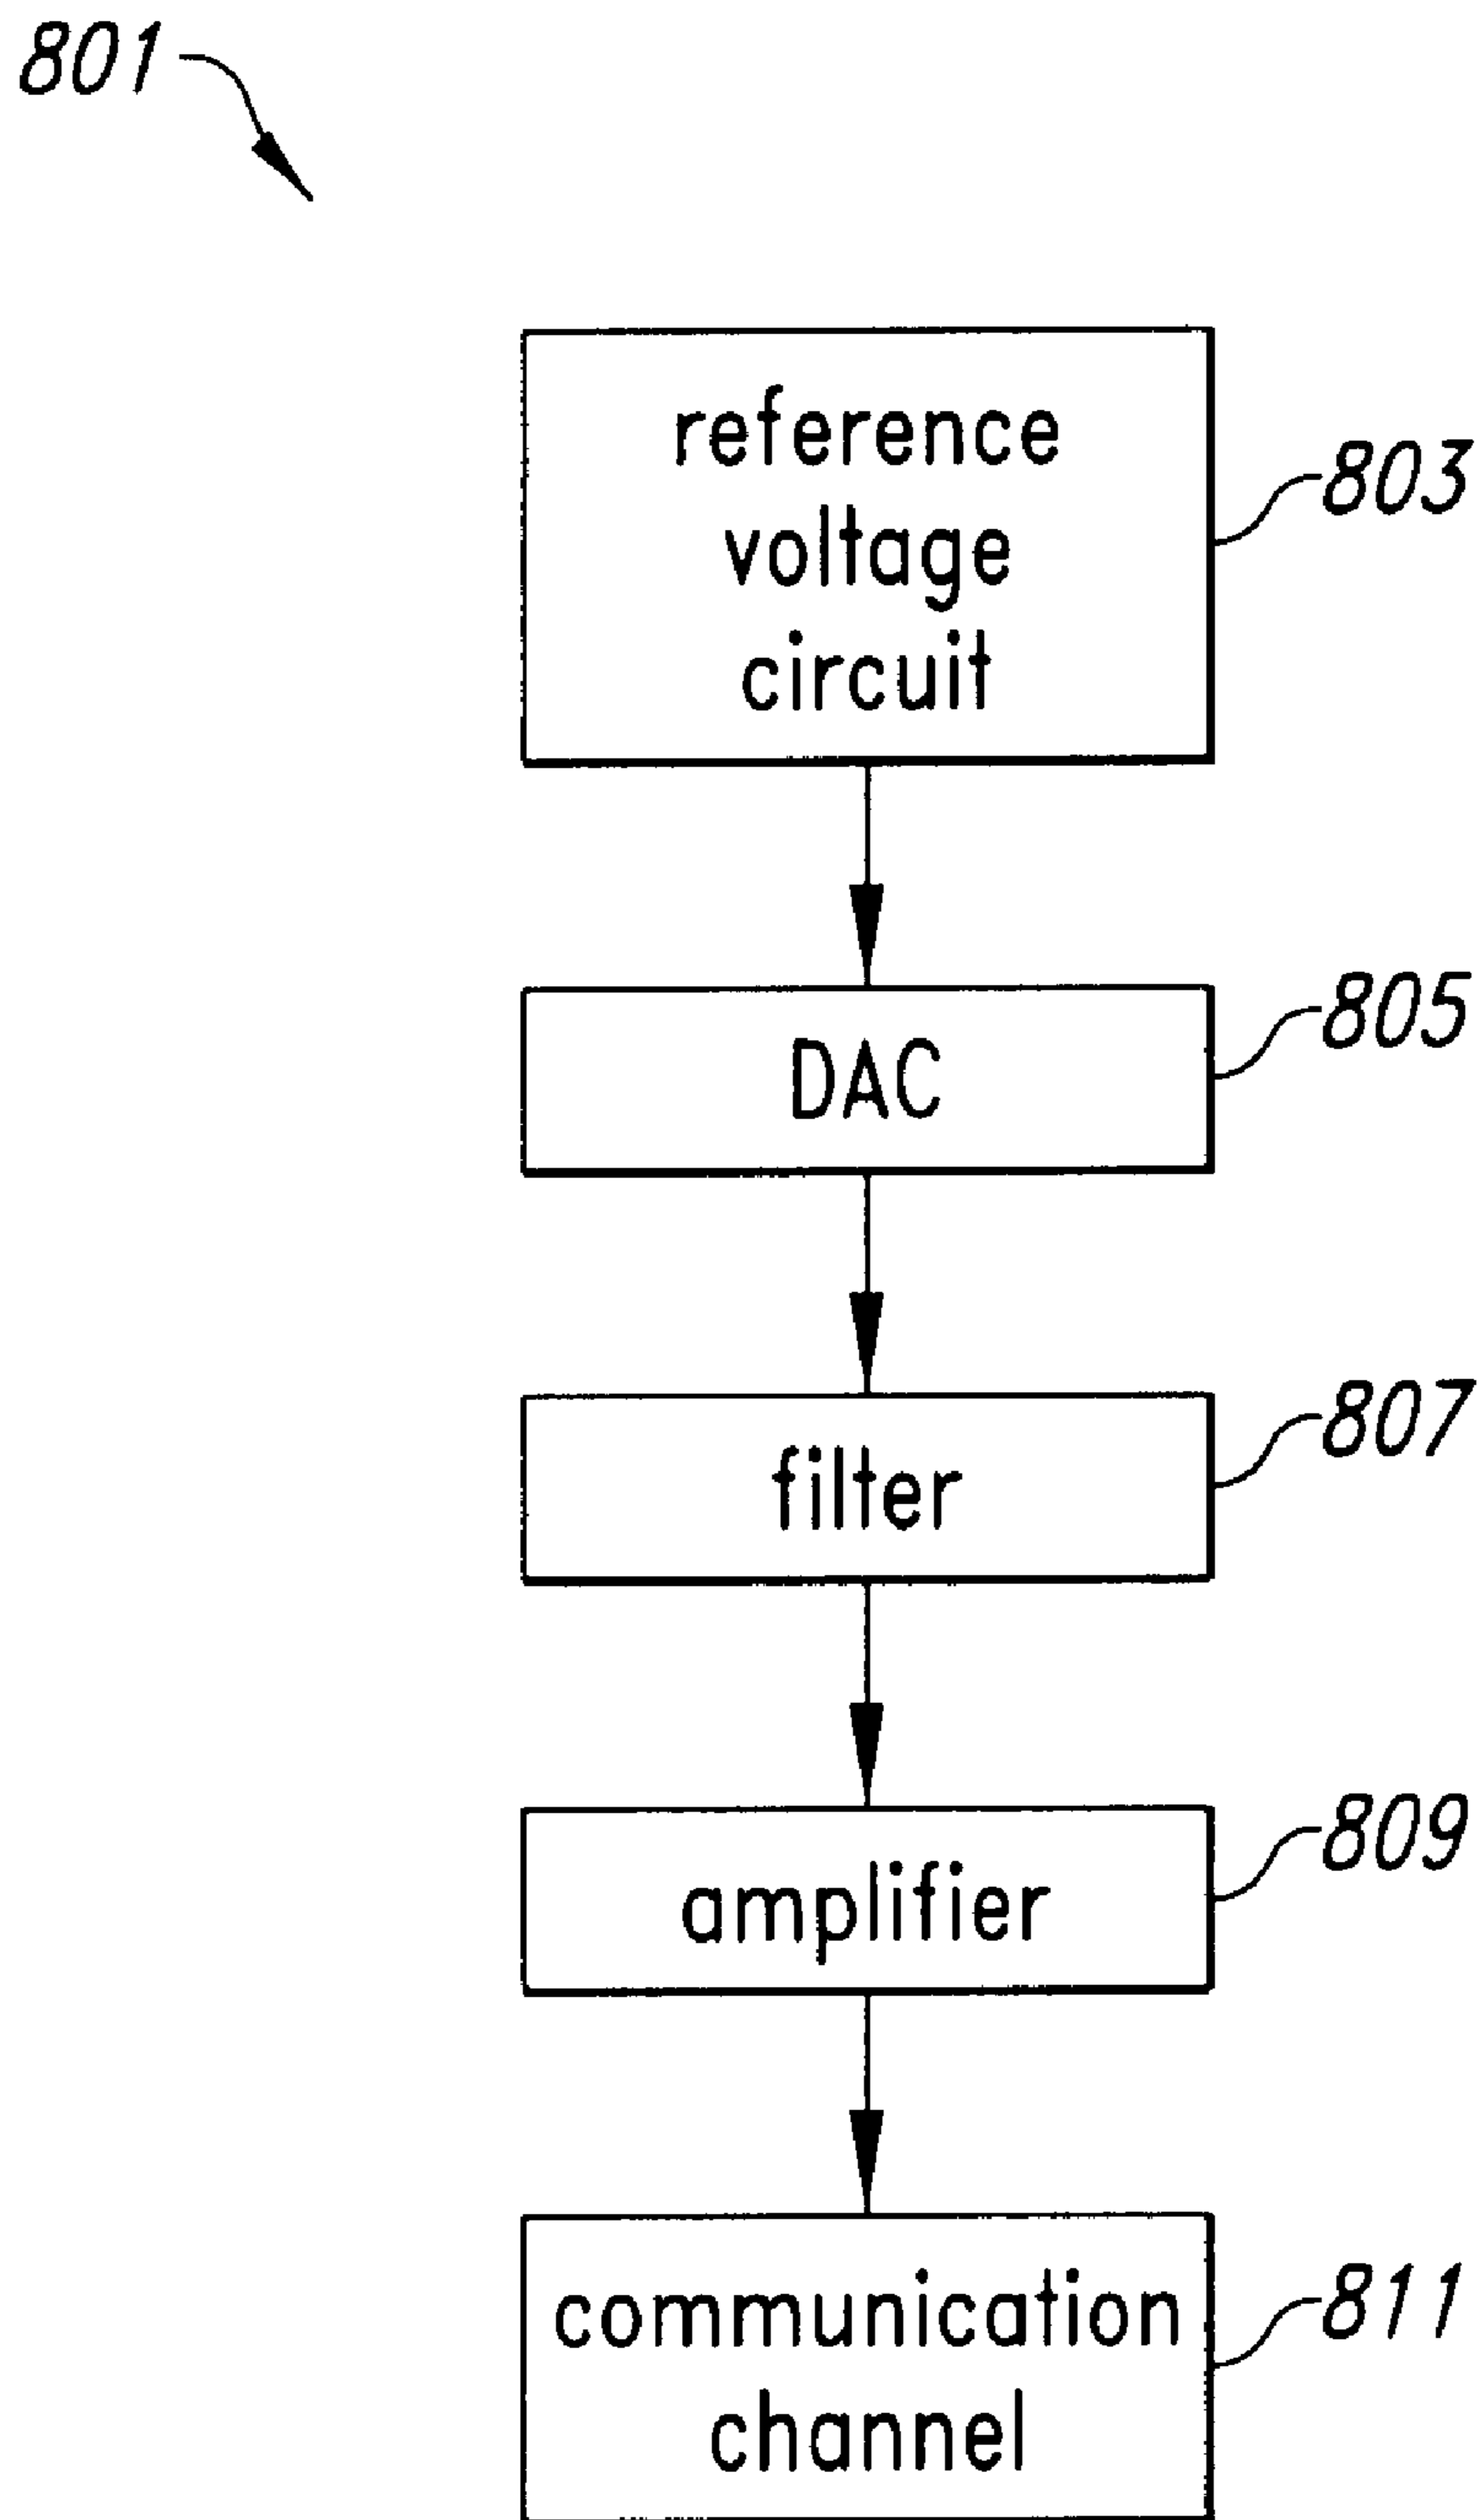 801
reference
voltage
circuit
803
DAC
805
filter
807
amplifier
809
communication
channel
811